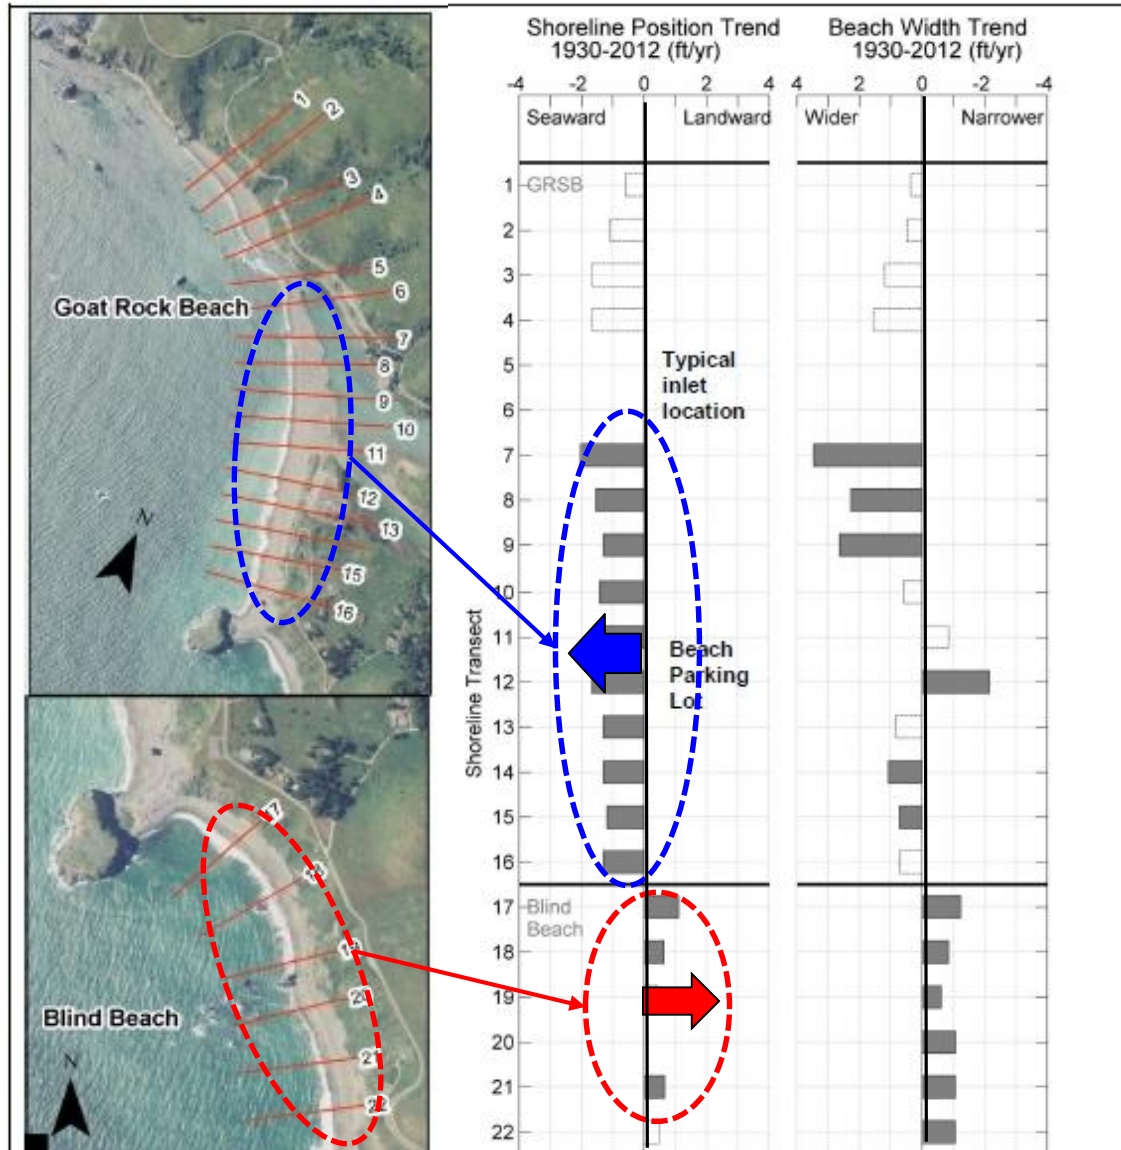 1
2
3
4
5
6
7
8
9
10
11
12
13
15
16
Goat Rock Beach
N
17
19
20
21
22
Blind Beach
N
Shoreline Position Trend
1930-2012 (ft/yr)
-4 -2 0 2 4
Seaward Landward
Beach Width Trend
1930-2012 (ft/yr)
4 2 0 -2 -4
Wider Narrower
Shoreline Transect
1 GRSB
2
3
4
5
6
7
8
9
10
11
12
13
14
15
16
17 Blind
Beach
18
19
20
21
22
Typical
inlet
location
Beach
Parking
Lot